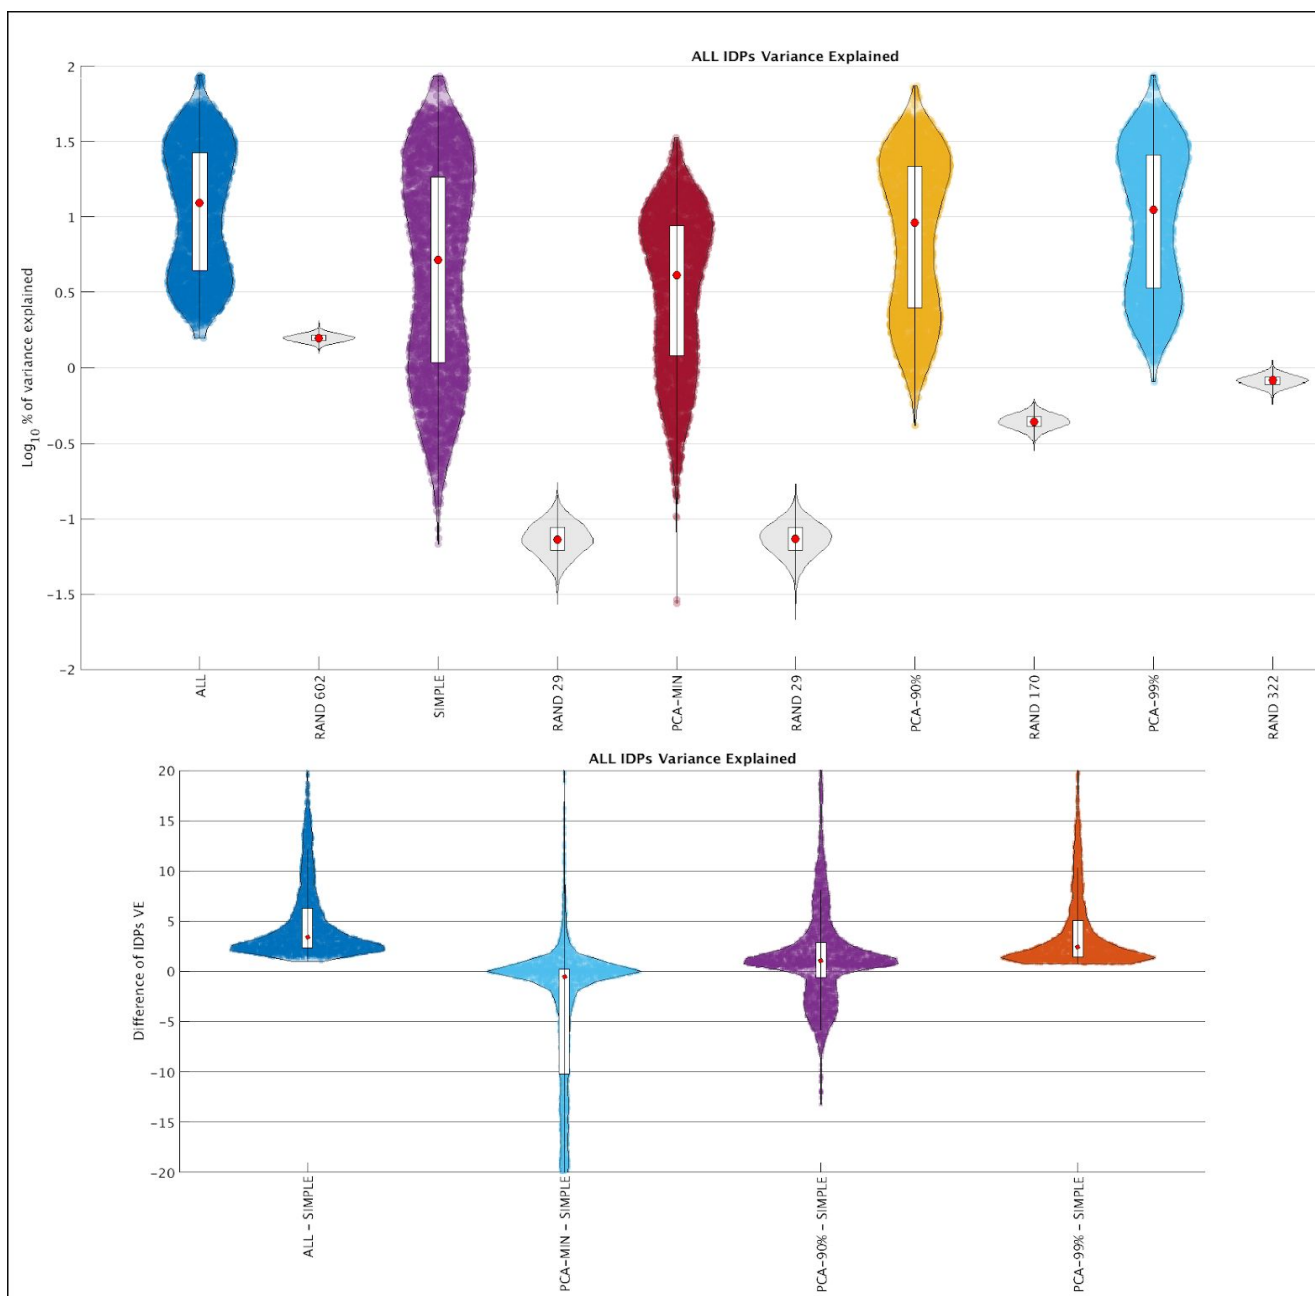 ALL IDPs Variance Explained
Log10 % of variance explained
2
1.5
1
0.5
0
−0.5
−1
−1.5
−2
ALL
RAND 602
SIMPLE
RAND 29
PCA-MIN
RAND 29
PCA-90%
RAND 170
PCA-99%
RAND 322
ALL IDPs Variance Explained
Difference of IDPs VE
20
15
10
5
0
−5
−10
−15
−20
ALL − SIMPLE
PCA-MIN − SIMPLE
PCA-90% − SIMPLE
PCA-99% − SIMPLE